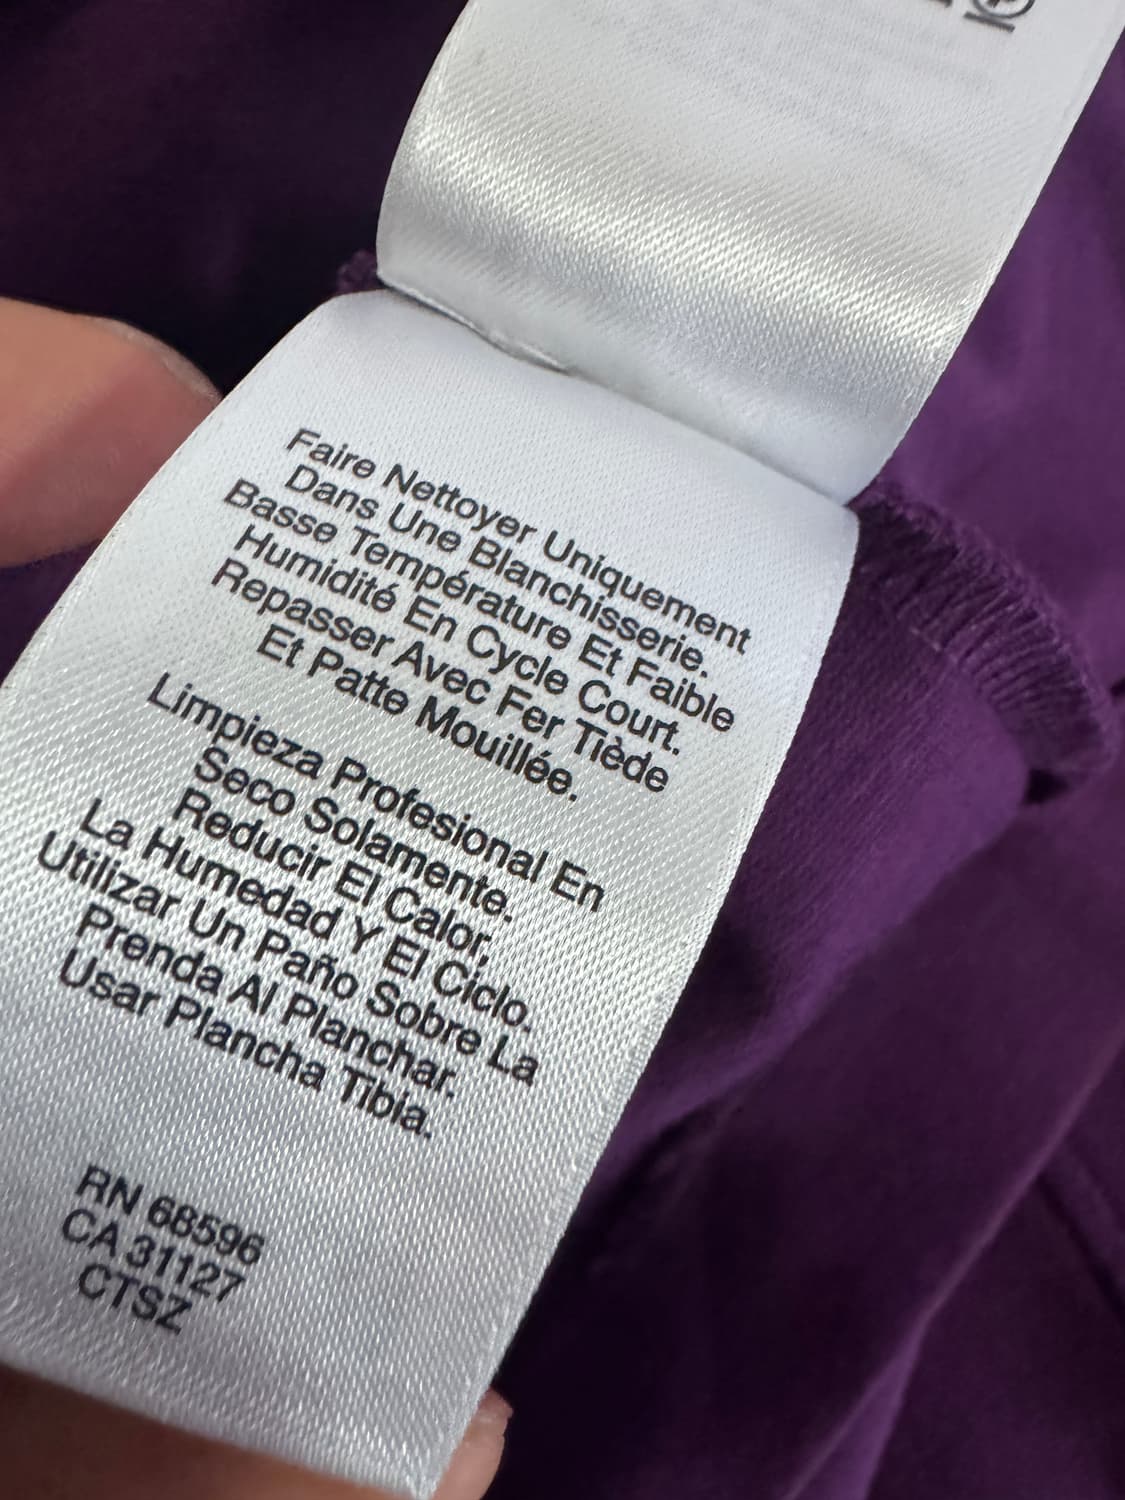 Faire Nettoyer Uniquement
Dans Une Blanchisserie.
Basse Température Et Faible
Humidité En Cycle Court.
Repasser Avec Fer Tiède
Et Patte Mouillée.
Limpieza Profesional En
Seco Solamente.
Reducir El Calor,
La Humedad Y El Ciclo.
Utilizar Un Paño Sobre La
Prenda Al Planchar.
Usar Plancha Tibia.
RN 68596
CA 31127
CTSZ